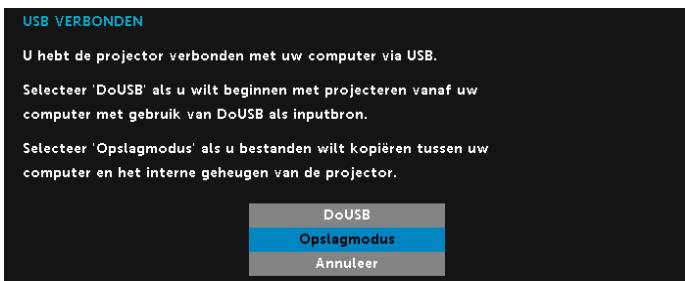 USB VERBONDEN
U hebt de projector verbonden met uw computer via USB.
Selecteer 'DoUSB' als u wilt beginnen met projecteren vanaf uw
computer met gebruik van DoUSB als inputbron.
Selecteer 'Opslagmodus' als u bestanden wilt kopiëren tussen uw
computer en het interne geheugen van de projector.
DoUSB
Opslagmodus
Annuleer